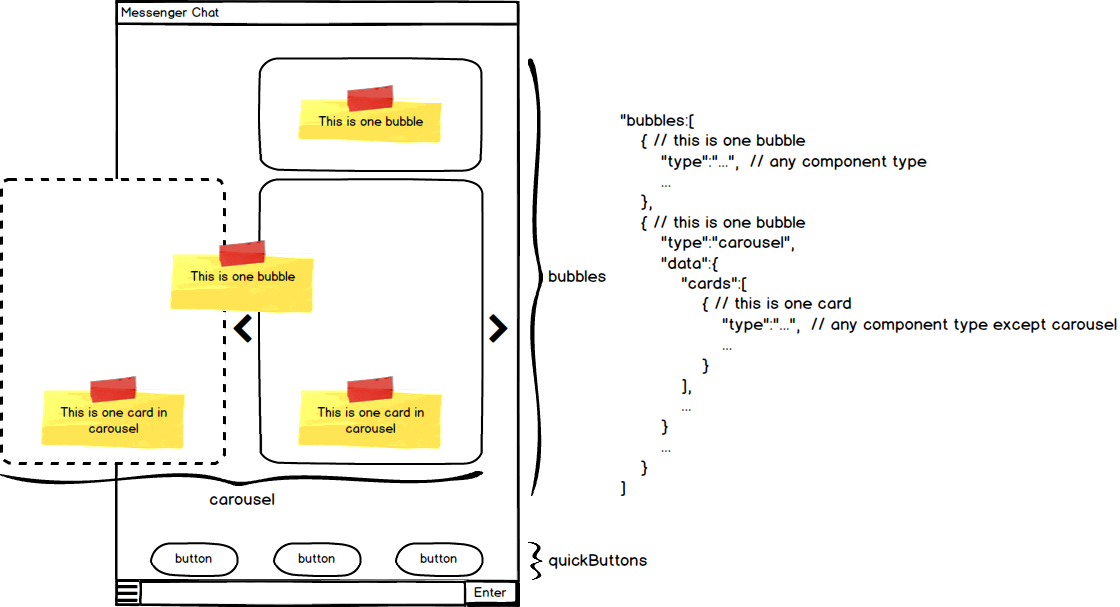 Messenger Chat
This is one bubble
This is one bubble
This is one card in
carousel
This is one card in
carousel
carousel
button
button
button
Enter
bubbles
quickButtons
"bubbles:[
{ // this is one bubble
"type":"...", // any component type
...
},
{ // this is one bubble
"type":"carousel",
"data":{
"cards":[
{ // this is one card
"type":"...", // any component type except carousel
...
}
],
...
}
...
}
]